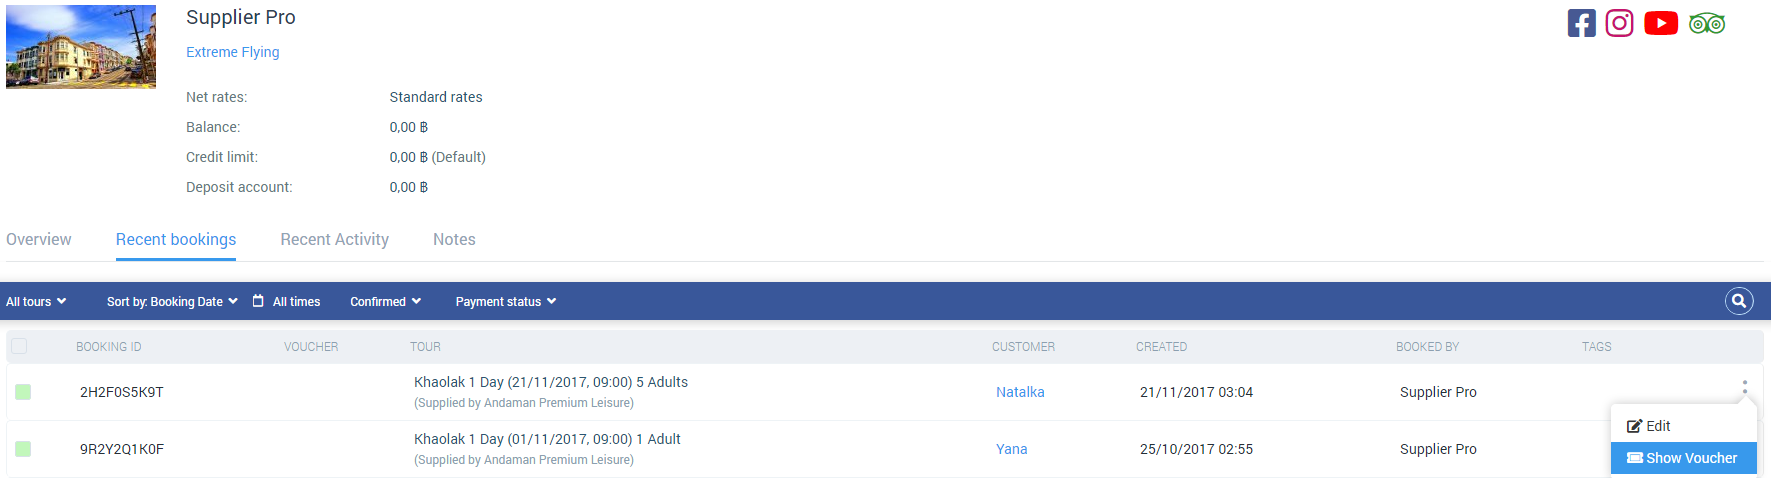 Supplier Pro
Extreme Flying
Net rates: Standard rates
Balance: 0,00 ฿
Credit limit: 0,00 ฿ (Default)
Deposit account: 0,00 ฿
Overview Recent bookings Recent Activity Notes
All tours Sort by: Booking Date All times Confirmed Payment status
BOOKING ID VOUCHER TOUR CUSTOMER CREATED BOOKED BY TAGS
2H2F0S5K9T Khaolak 1 Day (21/11/2017, 09:00) 5 Adults Natalka 21/11/2017 03:04 Supplier Pro
(Supplied by Andaman Premium Leisure)
Edit
9R2Y2Q1K0F Khaolak 1 Day (01/11/2017, 09:00) 1 Adult Yana 25/10/2017 02:55 Supplier Pro
(Supplied by Andaman Premium Leisure)
Show Voucher